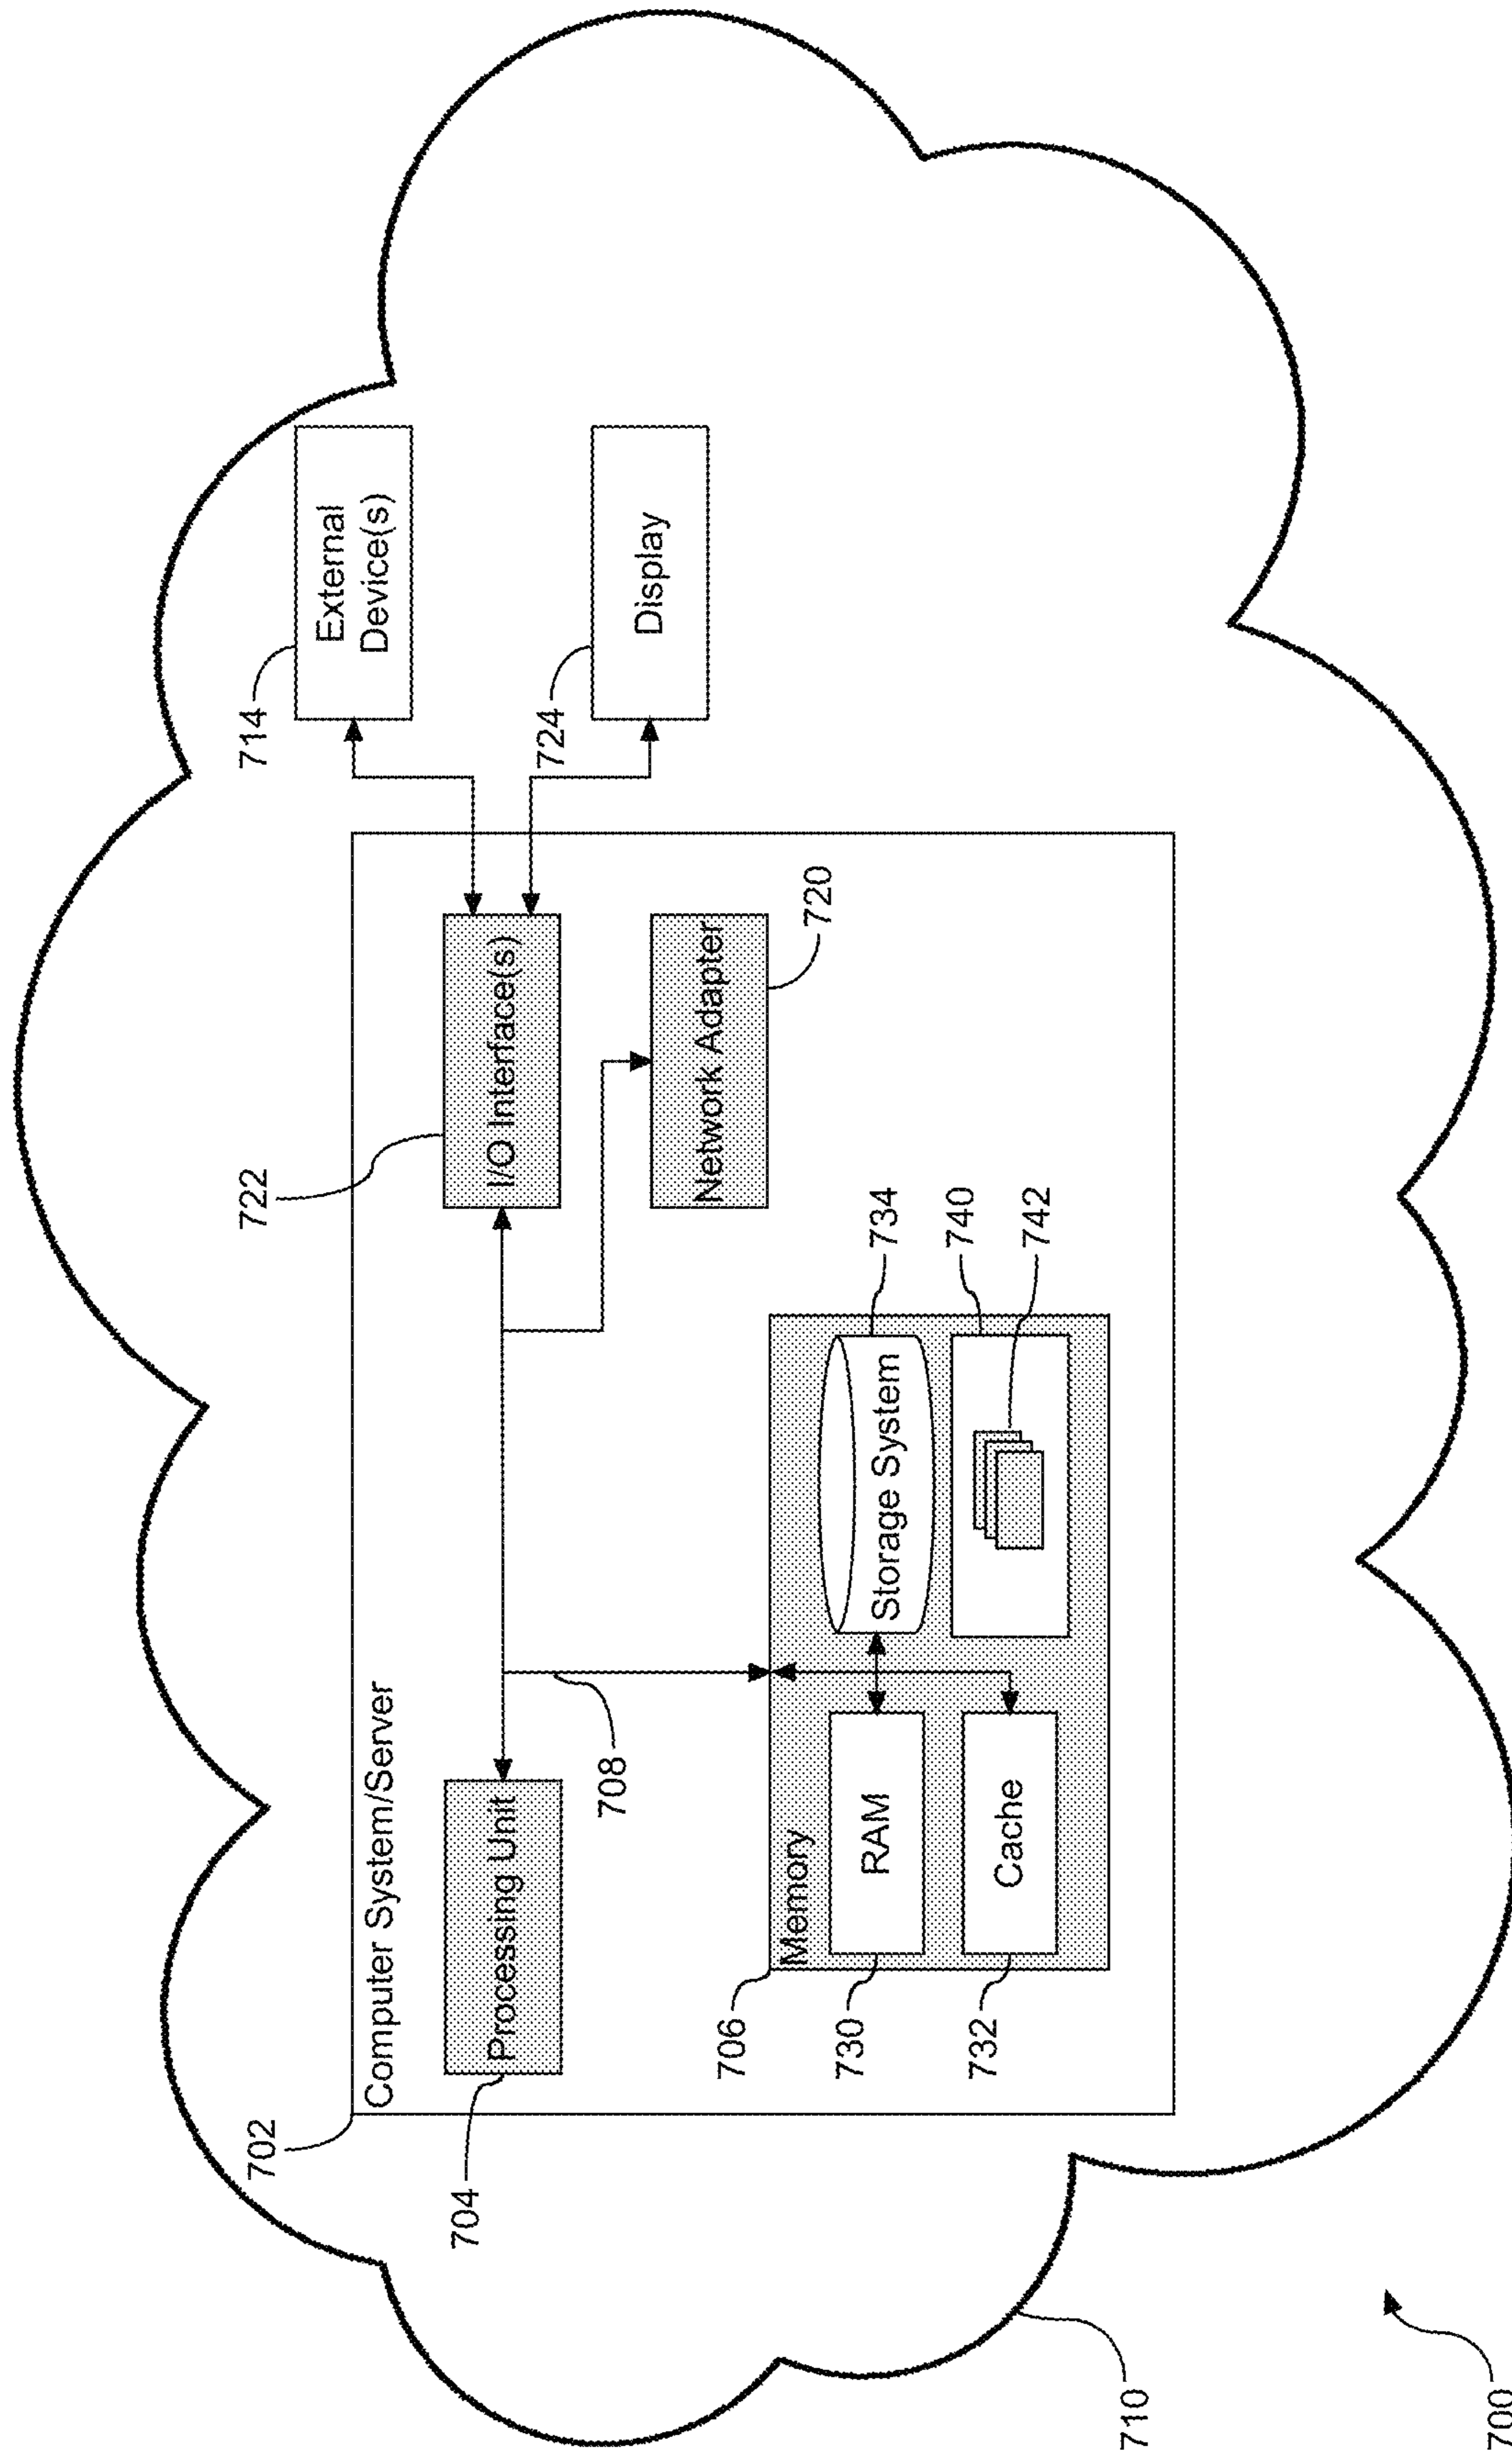 702
Computer System/Server
704
Processing Unit
722
I/O Interface(s)
714
External
Device(s)
724
Display
708
Network Adapter
720
706
Memory
730
RAM
Storage System
734
732
Cache
740
742
710
700